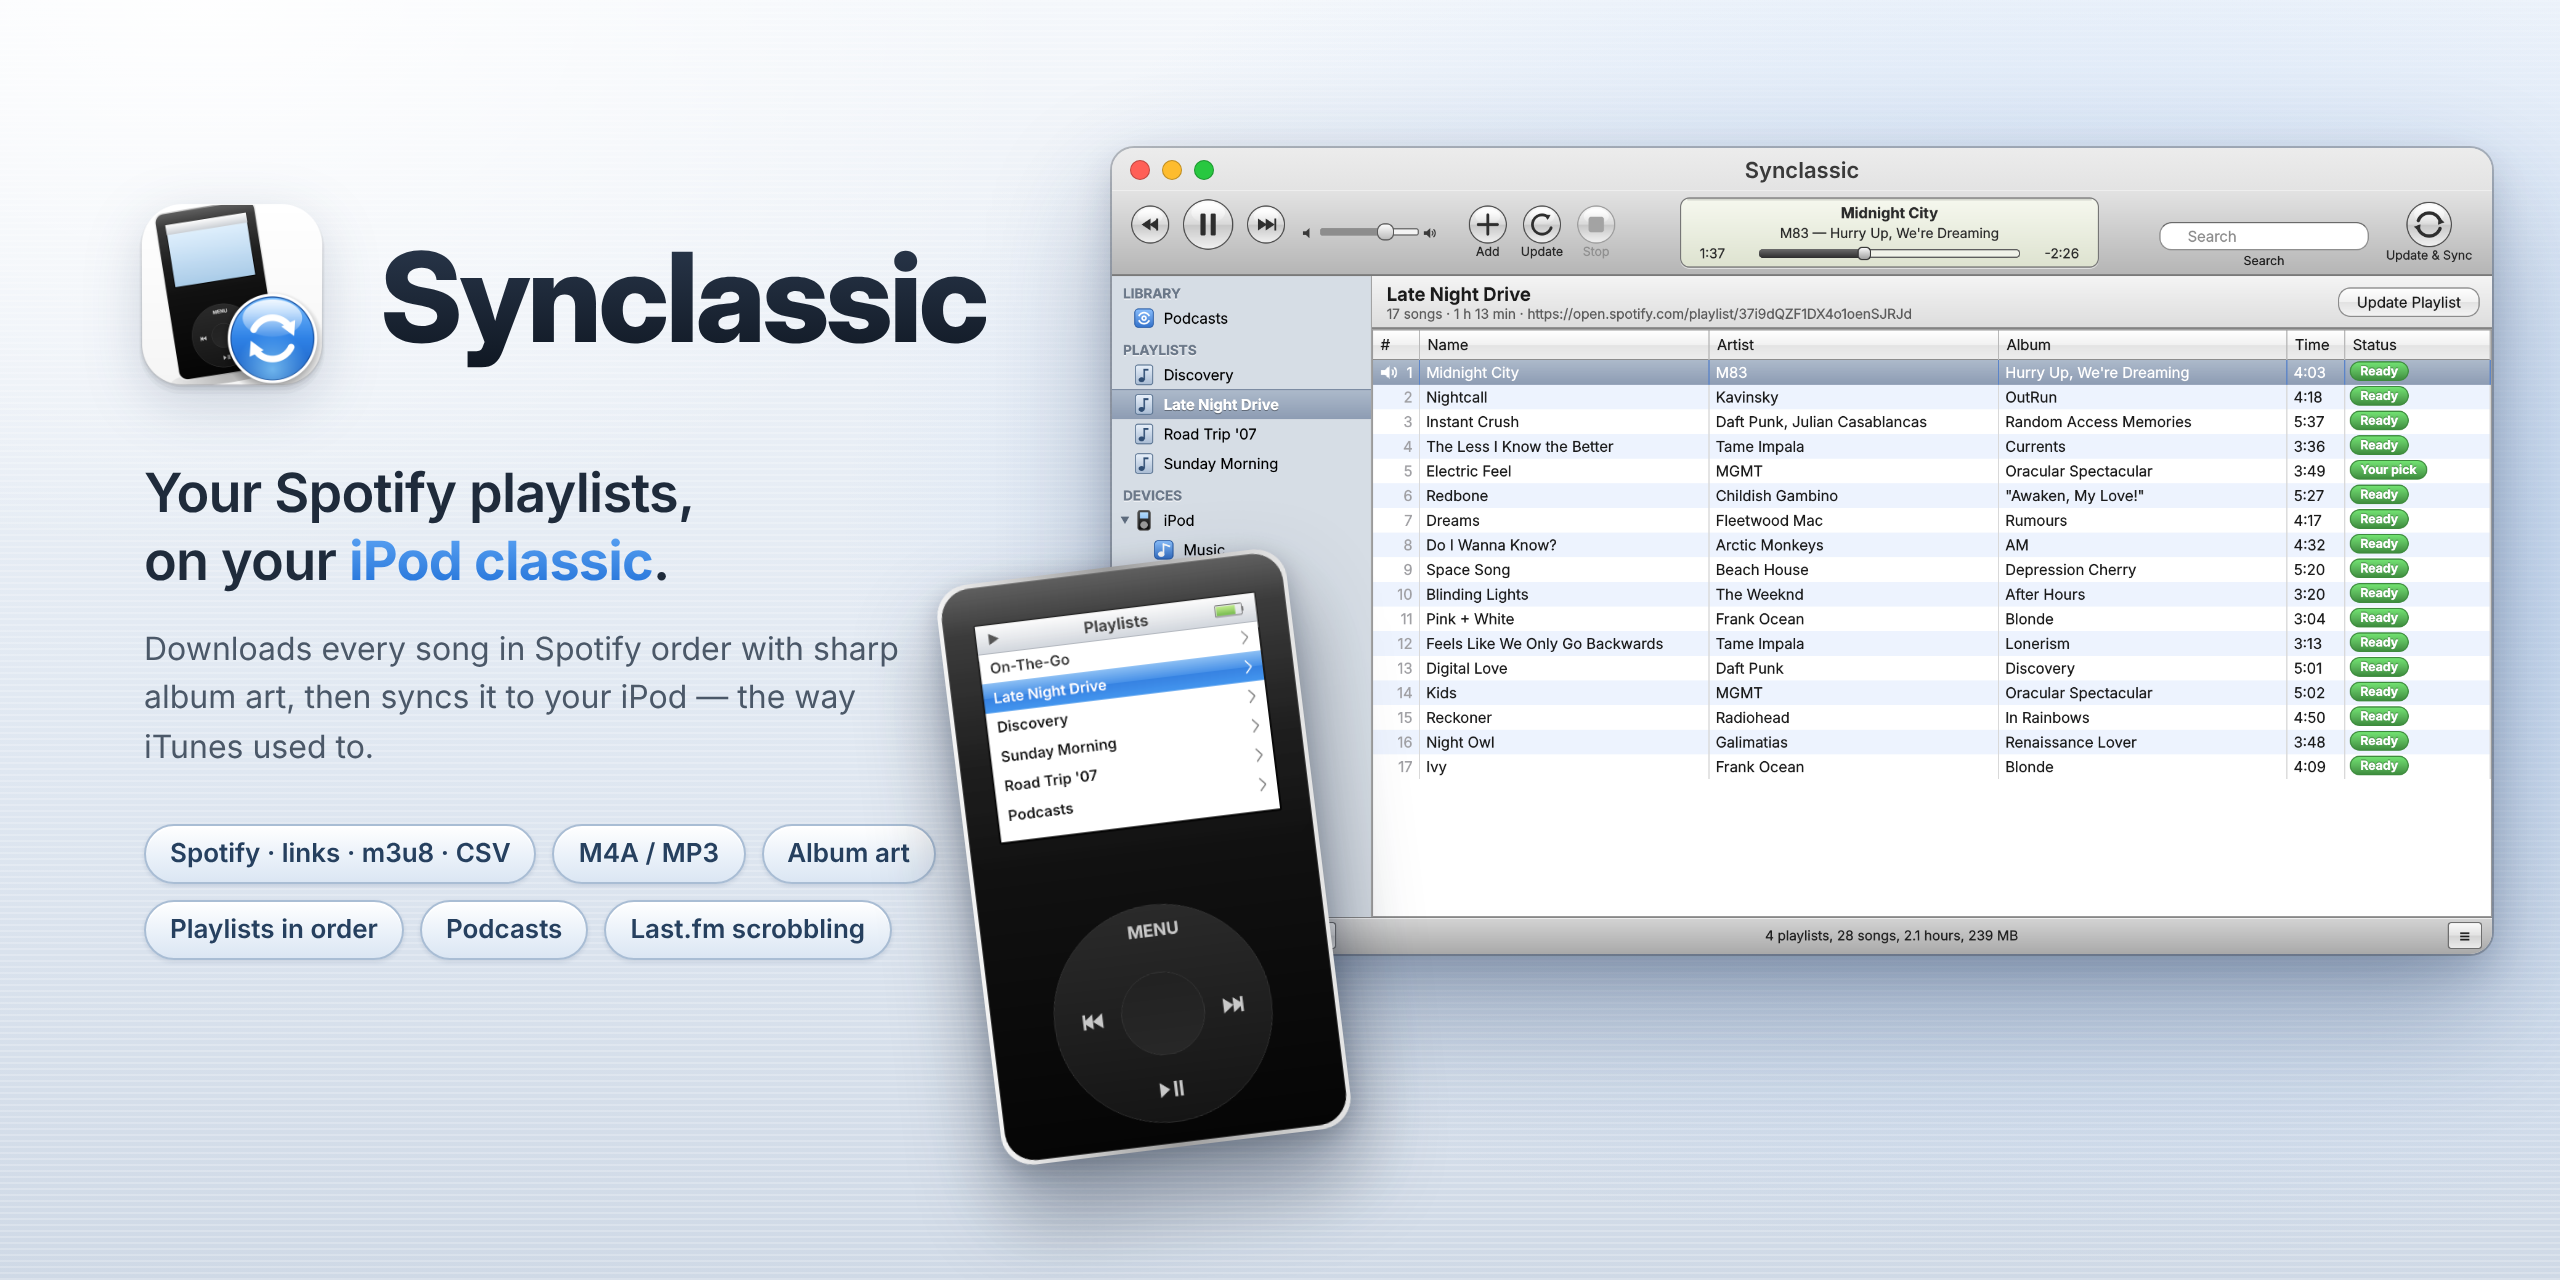 Synclassic
Your Spotify playlists,
on your iPod classic.
Downloads every song in Spotify order with sharp
album art, then syncs it to your iPod — the way
iTunes used to.
Spotify · links · m3u8 · CSV
M4A / MP3
Album art
Playlists in order
Podcasts
Last.fm scrobbling
Synclassic
Add
Update
Stop
Midnight City
M83 — Hurry Up, We're Dreaming
1:37
-2:26
Search
Search
Update & Sync
LIBRARY
Podcasts
PLAYLISTS
Discovery
Late Night Drive
Road Trip '07
Sunday Morning
DEVICES
iPod
Music
Late Night Drive
17 songs · 1 h 13 min · https://open.spotify.com/playlist/37i9dQZF1DX4o1oenSJRJd
Update Playlist
# Name Artist Album Time Status
1 Midnight City M83 Hurry Up, We're Dreaming 4:03 Ready
2 Nightcall Kavinsky OutRun 4:18 Ready
3 Instant Crush Daft Punk, Julian Casablancas Random Access Memories 5:37 Ready
4 The Less I Know the Better Tame Impala Currents 3:36 Ready
5 Electric Feel MGMT Oracular Spectacular 3:49 Your pick
6 Redbone Childish Gambino "Awaken, My Love!" 5:27 Ready
7 Dreams Fleetwood Mac Rumours 4:17 Ready
8 Do I Wanna Know? Arctic Monkeys AM 4:32 Ready
9 Space Song Beach House Depression Cherry 5:20 Ready
10 Blinding Lights The Weeknd After Hours 3:20 Ready
11 Pink + White Frank Ocean Blonde 3:04 Ready
12 Feels Like We Only Go Backwards Tame Impala Lonerism 3:13 Ready
13 Digital Love Daft Punk Discovery 5:01 Ready
14 Kids MGMT Oracular Spectacular 5:02 Ready
15 Reckoner Radiohead In Rainbows 4:50 Ready
16 Night Owl Galimatias Renaissance Lover 3:48 Ready
17 Ivy Frank Ocean Blonde 4:09 Ready
4 playlists, 28 songs, 2.1 hours, 239 MB
Playlists
On-The-Go
Late Night Drive
Discovery
Sunday Morning
Road Trip '07
Podcasts
MENU